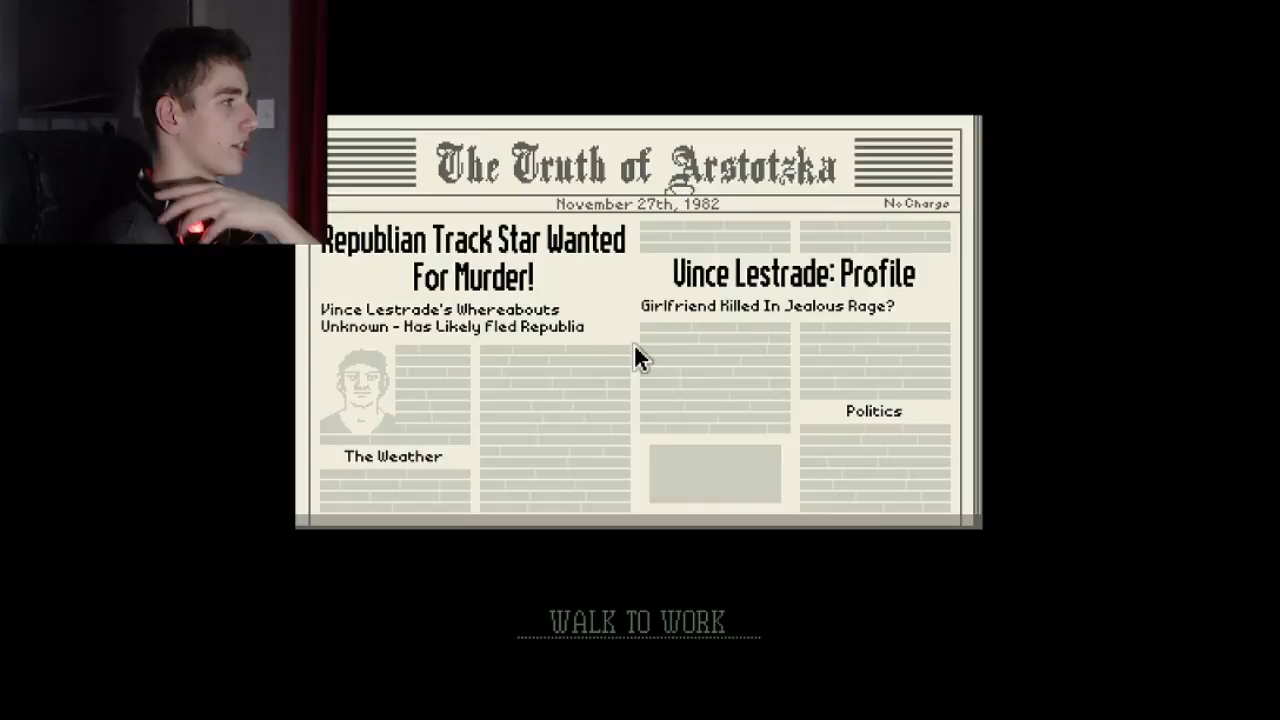 The Truth of Arstotzka
November 27th, 1982
No Charge
Republian Track Star Wanted
For Murder!
Vince Lestrade's Whereabouts
Unknown - Has Likely Fled Republia
The Weather
Vince Lestrade: Profile
Girlfriend Killed In Jealous Rage?
Politics
WALK TO WORK